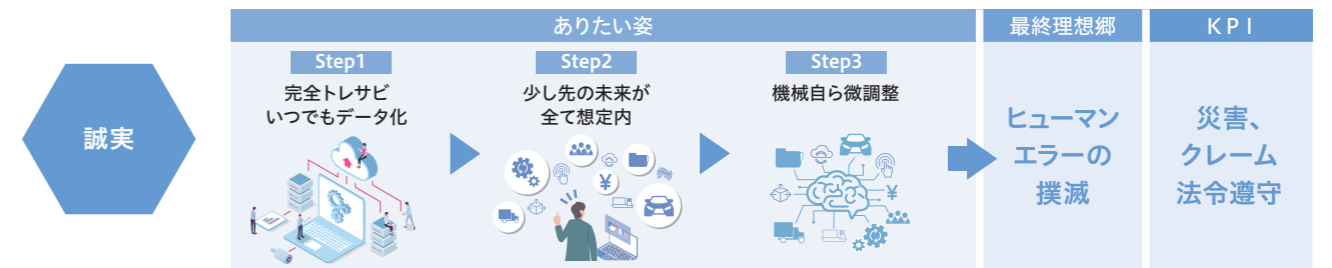 誠実
ありたい姿
Step1
完全トレサビ
いつでもデータ化
Step2
少し先の未来が
全て想定内
¥
Step3
機械自ら微調整
¥
最終理想郷
ヒューマン
エラーの
撲滅
KPI
災害、
クレーム
法令遵守